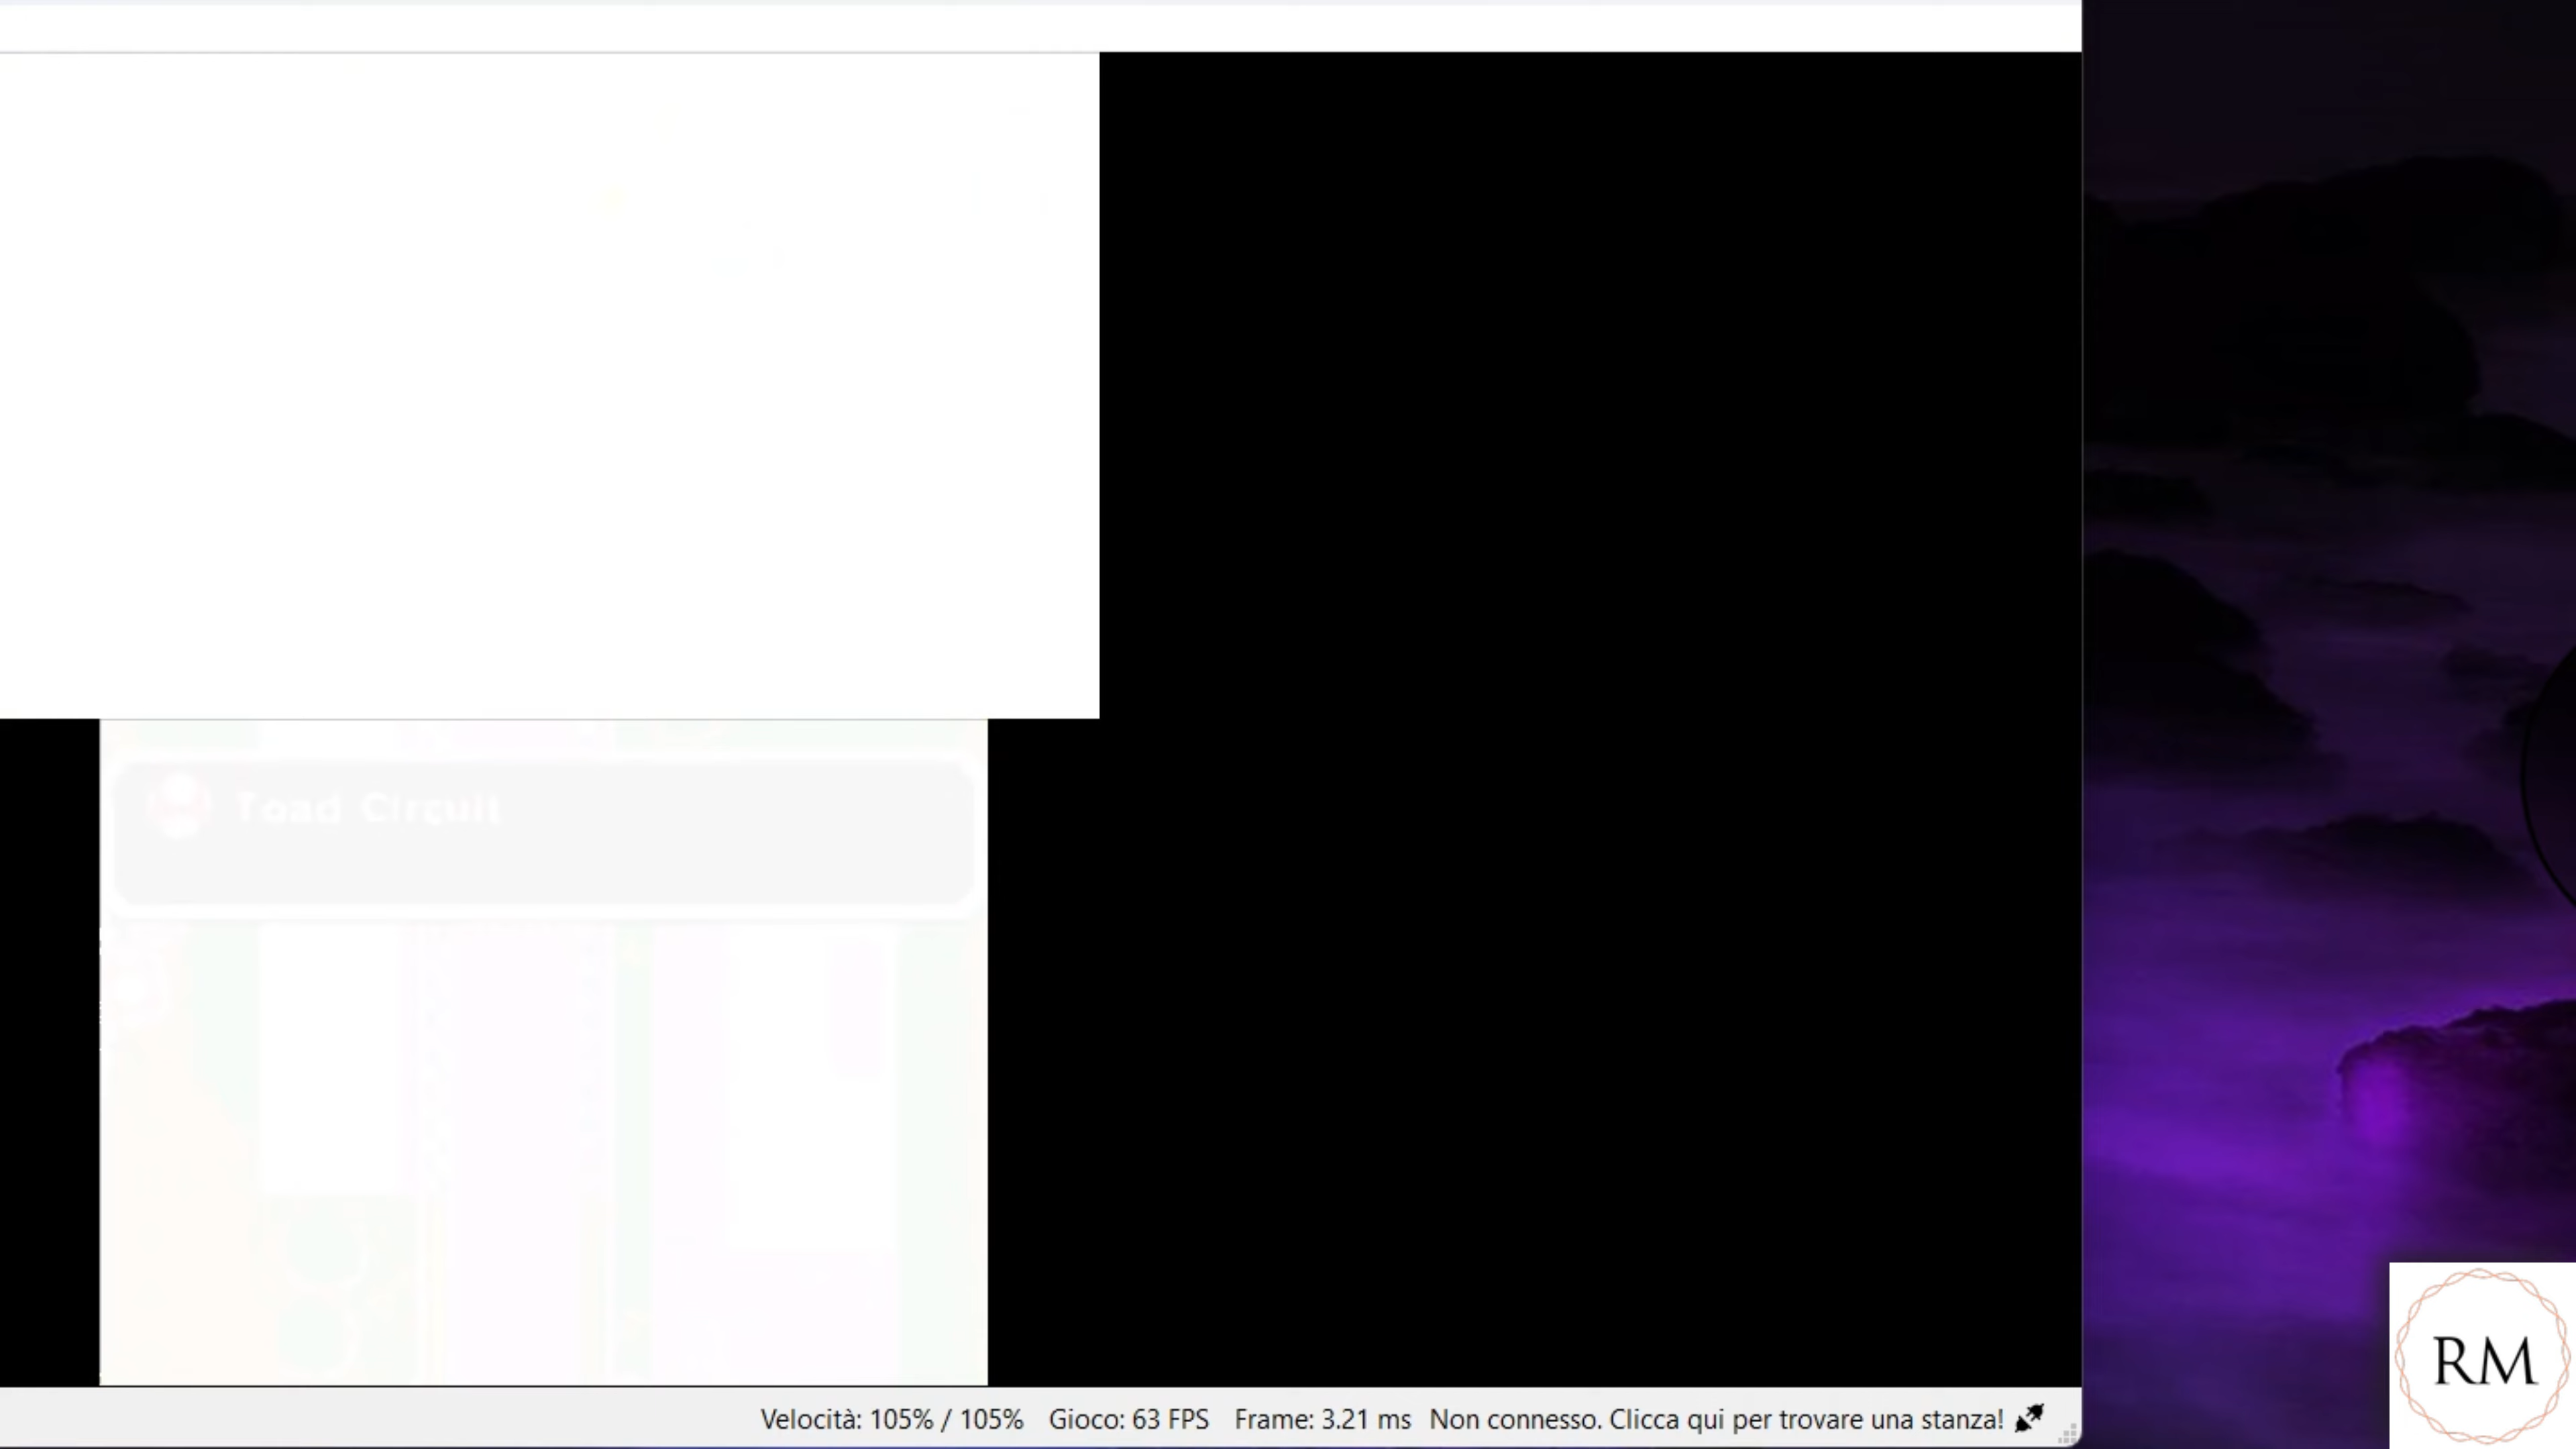 Toad Circuit
Velocità: 105% / 105% Gioco: 63 FPS Frame: 3.21 ms Non connesso. Clicca qui per trovare una stanza!
RM